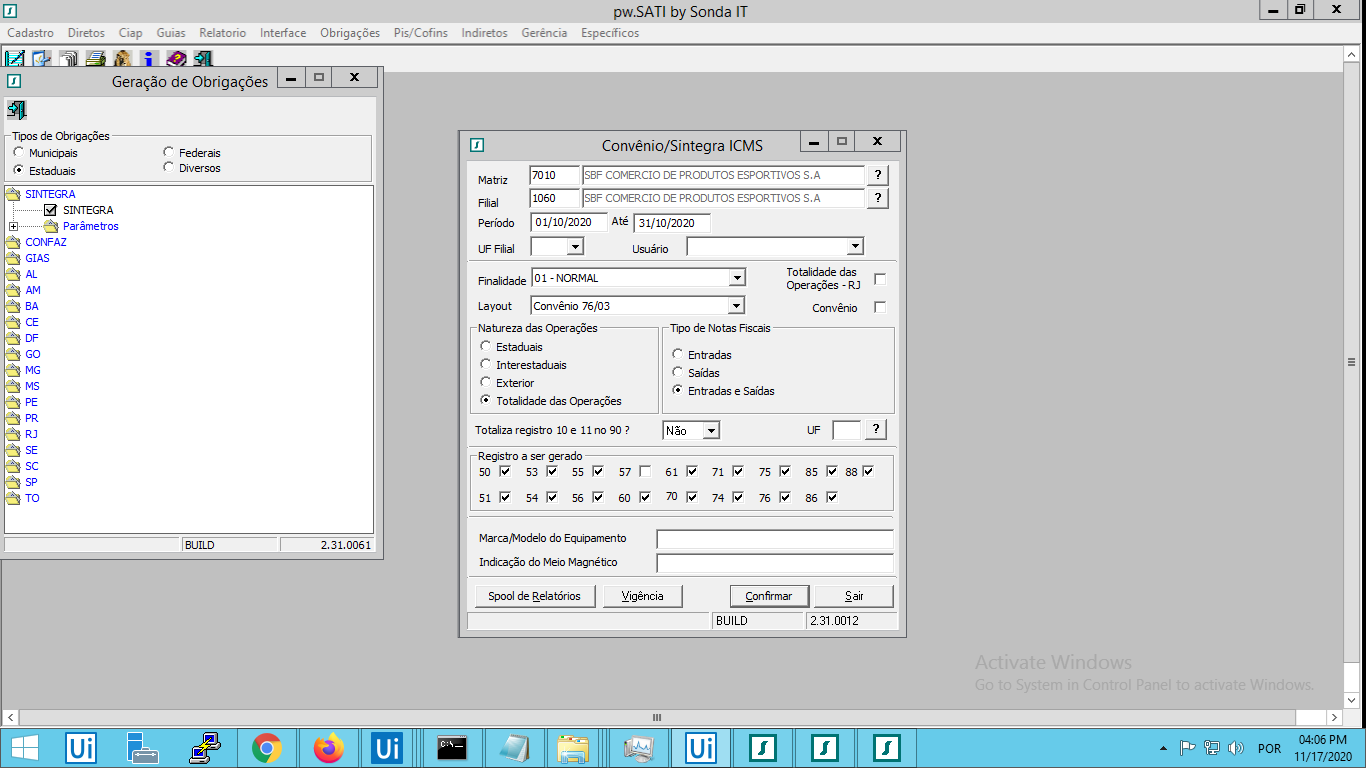 pw.SATI by Sonda IT
Cadastro Diretos Ciap Guias Relatorio Interface Obrigações Pis/Cofins Indiretos Gerência Específicos
Geração de Obrigações
Tipos de Obrigações
Municipais Federais
Estaduais Diversos
SINTEGRA
SINTEGRA
Parâmetros
CONFAZ
GIAS
AL
AM
BA
CE
DF
GO
MG
MS
PE
PR
RJ
SE
SC
SP
TO
BUILD 2.31.0061
Convênio/Sintegra ICMS
Matriz 7010 SBF COMERCIO DE PRODUTOS ESPORTIVOS S.A ?
Filial 1060 SBF COMERCIO DE PRODUTOS ESPORTIVOS S.A ?
Período 01/10/2020 Até 31/10/2020
UF Filial Usuário
Finalidade 01 - NORMAL Totalidade das
Operações - RJ
Layout Convênio 76/03 Convênio
Natureza das Operações Tipo de Notas Fiscais
Estaduais
Interestaduais
Exterior
Totalidade das Operações
Entradas
Saídas
Entradas e Saídas
Totaliza registro 10 e 11 no 90 ? Não UF ?
Registro a ser gerado
50 53 55 57 61 71 75 85 88
51 54 56 60 70 74 76 86
Marca/Modelo do Equipamento
Indicação do Meio Magnético
Spool de Relatórios Vigência Confirmar Sair
BUILD 2.31.0012
Activate Windows
Go to System in Control Panel to activate Windows.
Ui Ui C:\. Ui S S S POR 04:06 PM
11/17/2020